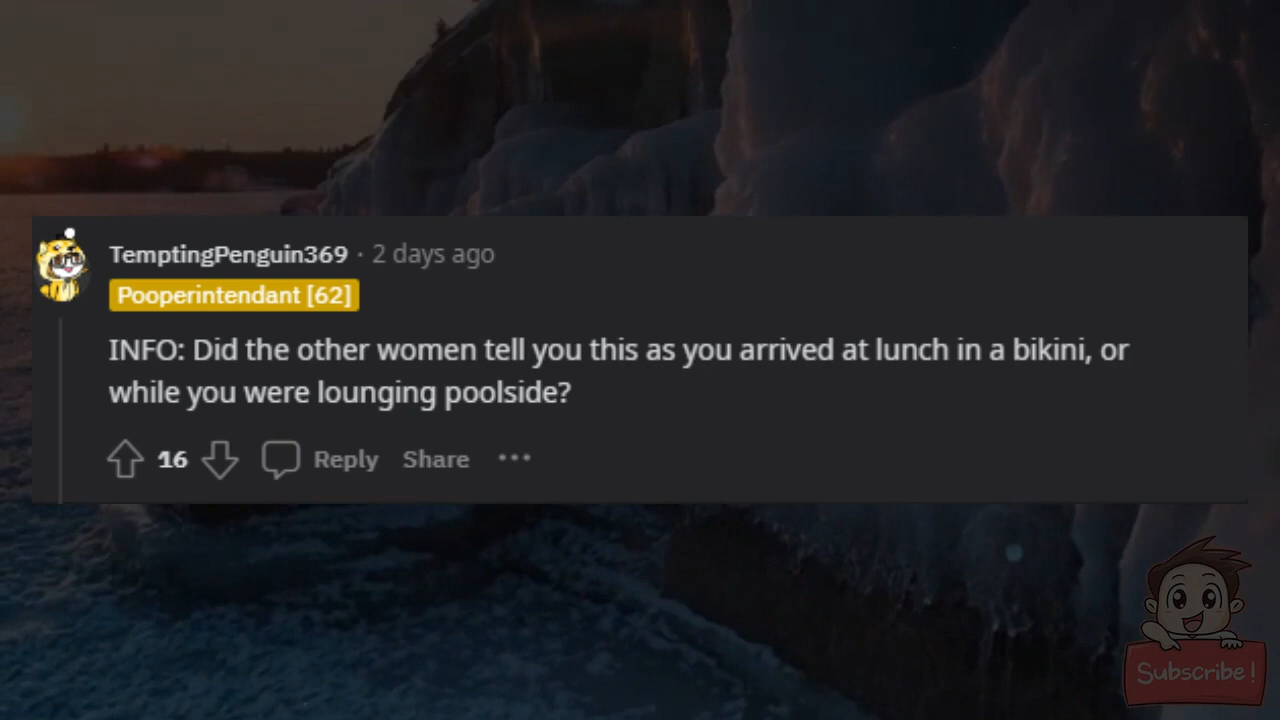 TemptingPenguin369 · 2 days ago
Pooperintendant [62]
INFO: Did the other women tell you this as you arrived at lunch in a bikini, or
while you were lounging poolside?
16 Reply Share ···
Subscribe!